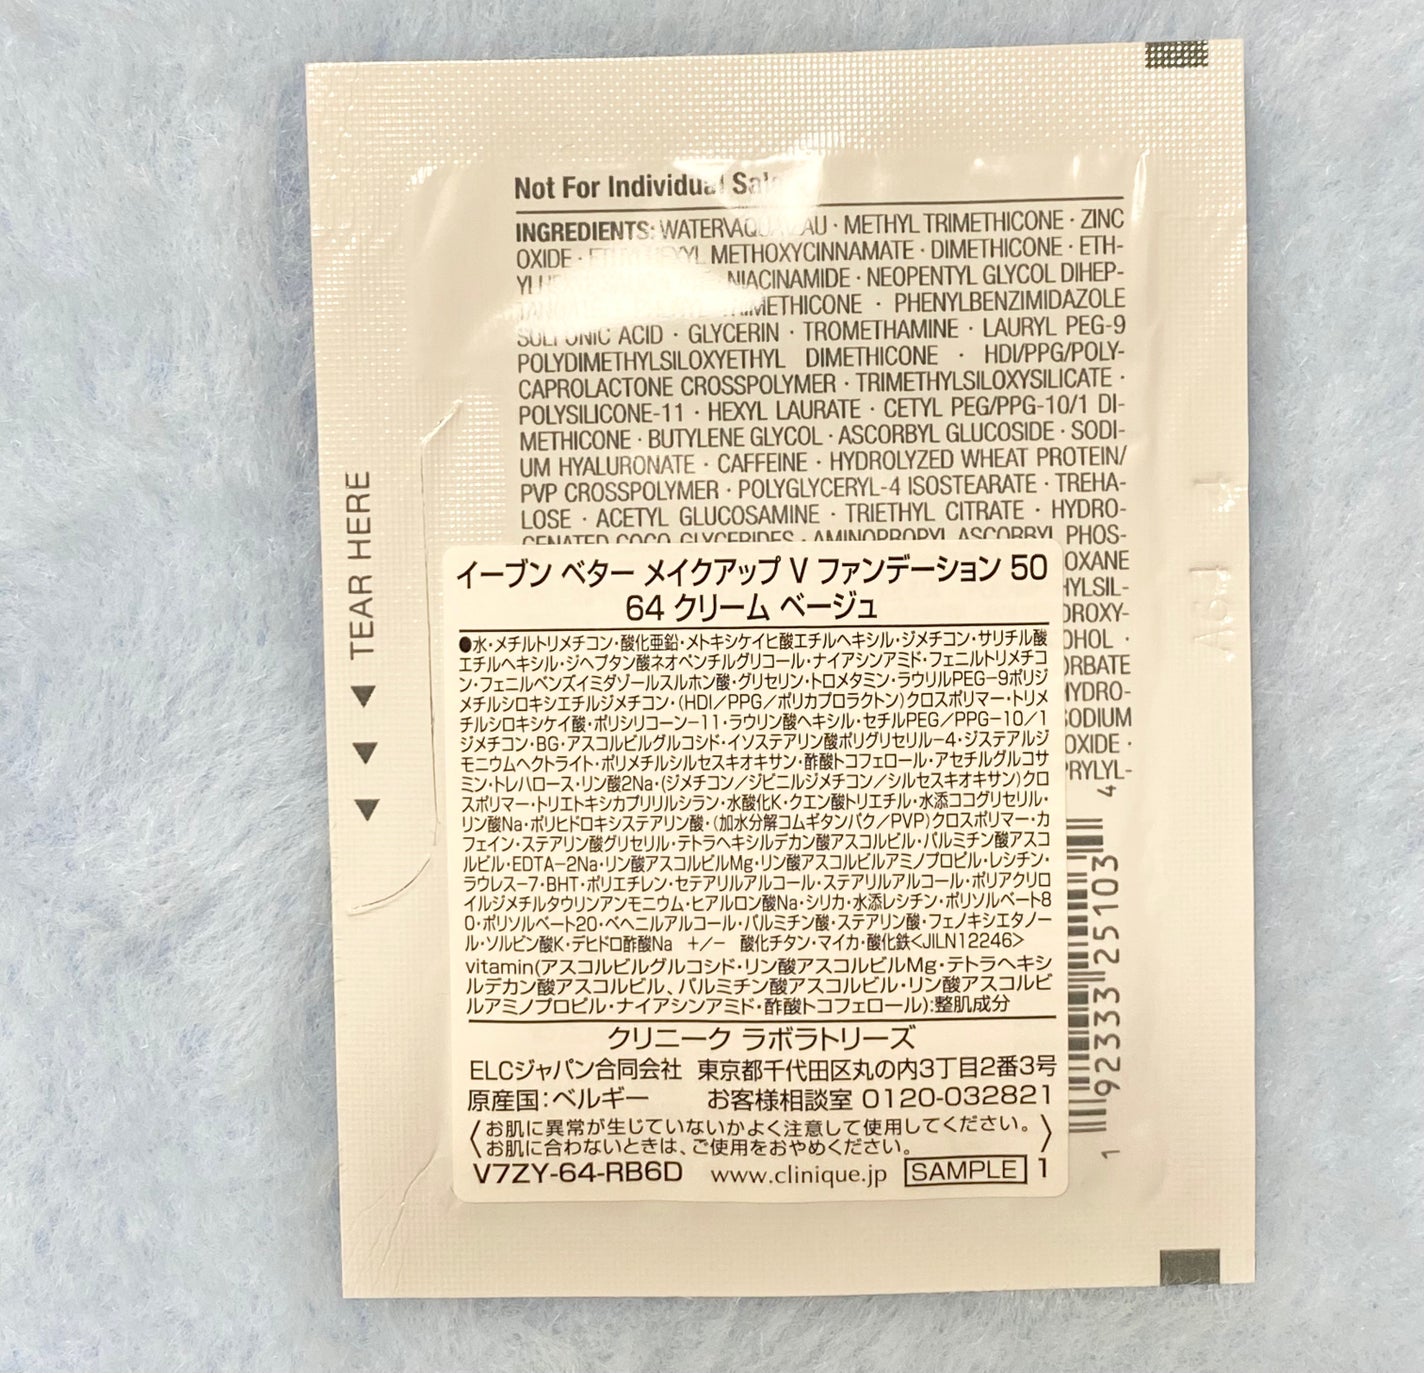 Not For Individual
INGREDIENTS: METHYL TRIMETHICONE · ZINC
OXIDE · METHOXYCINNAMATE · DIMETHICONE · ETH-
NIACINAMIDE · NEOPENTYL GLYCOL DIHEP-
· PHENYLBENZIMIDAZOLE
SULFONIC ACID · GLYCERIN · TROMETHAMINE · LAURYL PEG-9
POLYDIMETHYLSILOXYETHYL DIMETHICONE · HDI/PPG/POLY-
CAPROLACTONE CROSSPOLYMER · TRIMETHYLSILOXYSILICATE ·
POLYSILICONE-11 · HEXYL LAURATE · CETYL PEG/PPG-10/1 DI-
METHICONE · BUTYLENE GLYCOL · ASCORBYL GLUCOSIDE · SODI-
UM HYALURONATE · CAFFEINE · HYDROLYZED WHEAT PROTEIN/
PVP CROSSPOLYMER · POLYGLYCERYL-4 ISOSTEARATE · TREHA-
LOSE · ACETYL GLUCOSAMINE · TRIETHYL CITRATE · HYDRO-
GENATED COCO-GLYCERIDES · AMINOPROPYL ASCORBYL PHOS-
OXANE
HYLSIL-
DROXY-
OHOL ·
ORBATE
HYDRO-
SODIUM
OXIDE ·
PRYLYL-
TEAR HERE
イーブン ベター メイクアップ V ファンデーション 50
64 クリーム ベージュ
●水・メチルトリメチコン・酸化亜鉛・メトキシケイヒ酸エチルヘキシル・ジメチコン・サリチル酸
エチルヘキシル・ジヘプタン酸ネオペンチルグリコール・ナイアシンアミド・フェニルトリメチコ
ン・フェニルベンズイミダゾールスルホン酸・グリセリン・トロメタミン・ラウリルPEG-9ポリジ
メチルシロキシエチルジメチコン・(HDI/PPG/ポリカプロラクトン)クロスポリマー・トリメ
チルシロキシケイ酸・ポリシリコーン-11・ラウリン酸ヘキシル・セチルPEG/PPG-10/1
ジメチコン・BG・アスコルビルグルコシド・イソステアリン酸ポリグリセリル-4・ジステアルジ
モニウムヘクトライト・ポリメチルシルセスキオキサン・酢酸トコフェロール・アセチルグルコサ
ミン・トレハロース・リン酸2Na・(ジメチコン/ジビニルジメチコン/シルセスキオキサン)クロ
スポリマー・トリエトキシカプリリルシラン・水酸化K・クエン酸トリエチル・水添ココグリセリル・
リン酸Na・ポリヒドロキシステアリン酸・(加水分解コムギタンパク/PVP)クロスポリマー・カ
フェイン・ステアリン酸グリセリル・テトラヘキシルデカン酸アスコルビル・パルミチン酸アスコ
ルビル・EDTA-2Na・リン酸アスコルビルMg・リン酸アスコルビルアミノプロピル・レシチン・
ラウレス-7・BHT・ポリエチレン・セテアリルアルコール・ステアリルアルコール・ポリアクリロ
イルジメチルタウリンアンモニウム・ヒアルロン酸Na・シリカ・水添レシチン・ポリソルベート8
0・ポリソルベート20・ベヘニルアルコール・パルミチン酸・ステアリン酸・フェノキシエタノー
ル・ソルビン酸K・デヒドロ酢酸Na +/- 酸化チタン・マイカ・酸化鉄<JILN12246>
vitamin(アスコルビルグルコシド・リン酸アスコルビルMg・テトラヘキシ
ルデカン酸アスコルビル、パルミチン酸アスコルビル・リン酸アスコルビ
ルアミノプロピル・ナイアシンアミド・酢酸トコフェロール):整肌成分
クリニーク ラボラトリーズ
ELCジャパン合同会社 東京都千代田区丸の内3丁目2番3号
原産国：ベルギー お客様相談室 0120-032821
〈お肌に異常が生じていないかよく注意して使用してください。
お肌に合わないときは、ご使用をおやめください。〉
V7ZY-64-RB6D www.clinique.jp SAMPLE 1
1 92333 25103 4